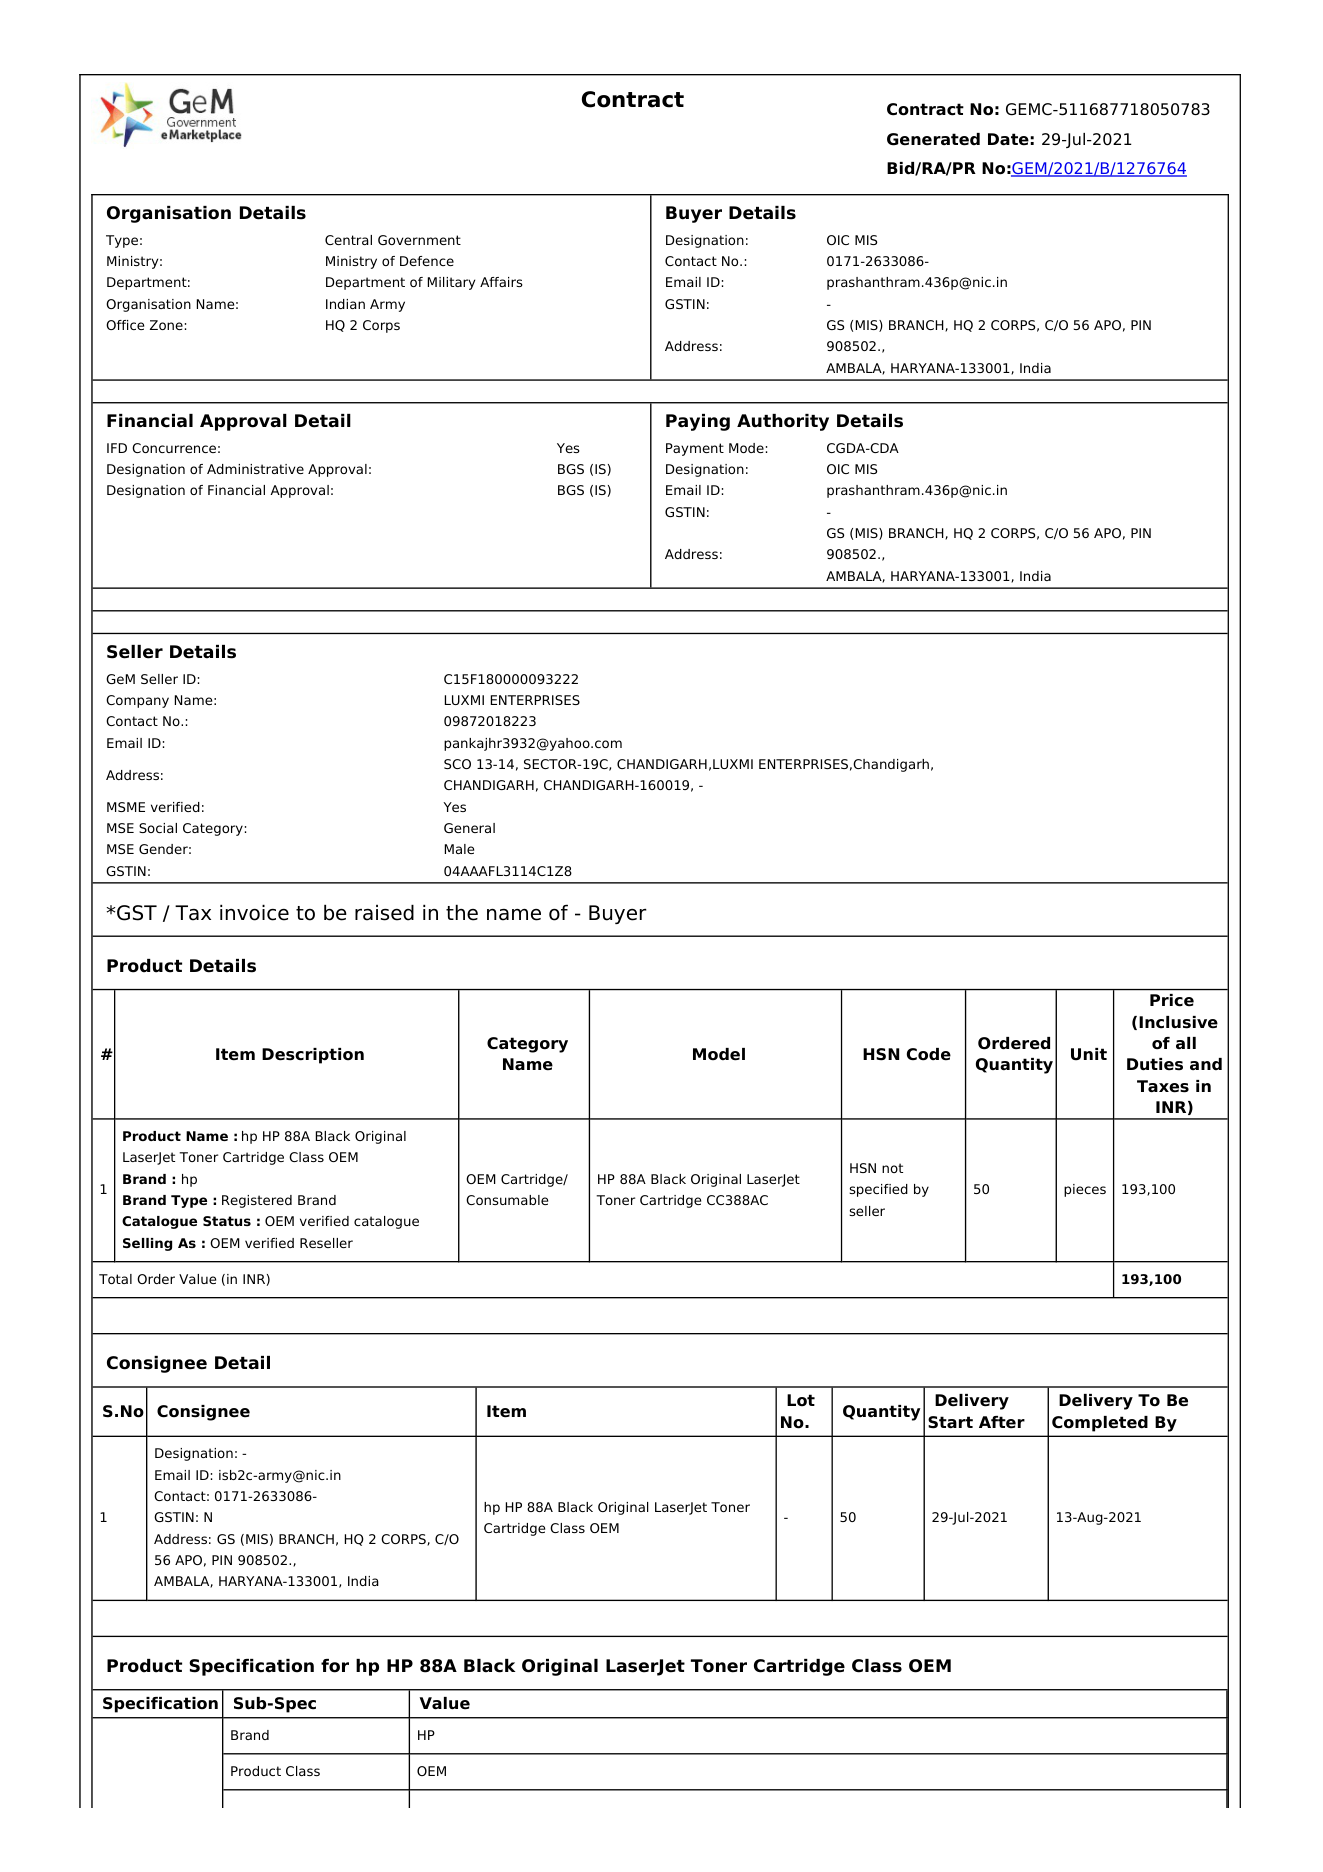 GeM
Government
eMarketplace
Contract
Contract No: GEMC-511687718050783
Generated Date: 29-Jul-2021
Bid/RA/PR No:GEM/2021/B/1276764
Organisation Details
Type: Central Government
Ministry: Ministry of Defence
Department: Department of Military Affairs
Organisation Name: Indian Army
Office Zone: HQ 2 Corps
Buyer Details
Designation: OIC MIS
Contact No.: 0171-2633086-
Email ID: prashanthram.436p@nic.in
GSTIN: -
GS (MIS) BRANCH, HQ 2 CORPS, C/O 56 APO, PIN
Address: 908502.,
AMBALA, HARYANA-133001, India
Financial Approval Detail
IFD Concurrence: Yes
Designation of Administrative Approval: BGS (IS)
Designation of Financial Approval: BGS (IS)
Paying Authority Details
Payment Mode: CGDA-CDA
Designation: OIC MIS
Email ID: prashanthram.436p@nic.in
GSTIN: -
GS (MIS) BRANCH, HQ 2 CORPS, C/O 56 APO, PIN
Address: 908502.,
AMBALA, HARYANA-133001, India
Seller Details
GeM Seller ID: C15F180000093222
Company Name: LUXMI ENTERPRISES
Contact No.: 09872018223
Email ID: pankajhr3932@yahoo.com
Address: SCO 13-14, SECTOR-19C, CHANDIGARH,LUXMI ENTERPRISES,Chandigarh,
CHANDIGARH, CHANDIGARH-160019, -
MSME verified: Yes
MSE Social Category: General
MSE Gender: Male
GSTIN: 04AAAFL3114C1Z8
*GST / Tax invoice to be raised in the name of - Buyer
Product Details
#
Item Description
Category
Name
Model
HSN Code
Ordered
Quantity
Unit
Price
(Inclusive
of all
Duties and
Taxes in
INR)
1
Product Name : hp HP 88A Black Original
LaserJet Toner Cartridge Class OEM
Brand : hp
Brand Type : Registered Brand
Catalogue Status : OEM verified catalogue
Selling As : OEM verified Reseller
OEM Cartridge/
Consumable
HP 88A Black Original LaserJet
Toner Cartridge CC388AC
HSN not
specified by
seller
50
pieces
193,100
Total Order Value (in INR) 193,100
Consignee Detail
S.No
Consignee
Item
Lot
No.
Quantity
Delivery
Start After
Delivery To Be
Completed By
1
Designation: -
Email ID: isb2c-army@nic.in
Contact: 0171-2633086-
GSTIN: N
Address: GS (MIS) BRANCH, HQ 2 CORPS, C/O
56 APO, PIN 908502.,
AMBALA, HARYANA-133001, India
hp HP 88A Black Original LaserJet Toner
Cartridge Class OEM
-
50
29-Jul-2021
13-Aug-2021
Product Specification for hp HP 88A Black Original LaserJet Toner Cartridge Class OEM
Specification Sub-Spec Value
Brand HP
Product Class OEM